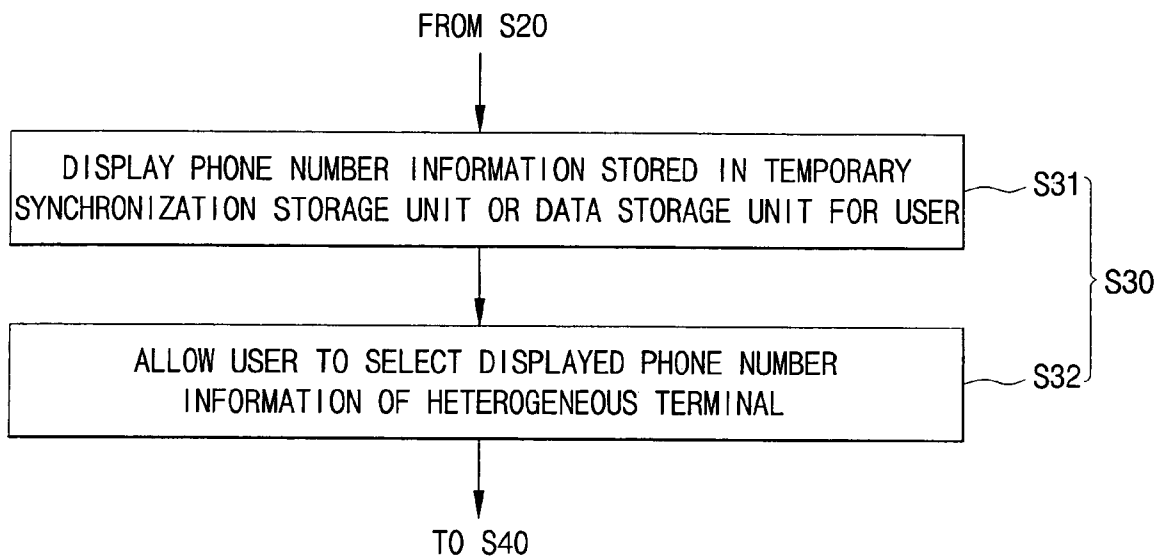 FROM S20
DISPLAY PHONE NUMBER INFORMATION STORED IN TEMPORARY
SYNCHRONIZATION STORAGE UNIT OR DATA STORAGE UNIT FOR USER
S31
S30
ALLOW USER TO SELECT DISPLAYED PHONE NUMBER
INFORMATION OF HETEROGENEOUS TERMINAL
S32
TO S40